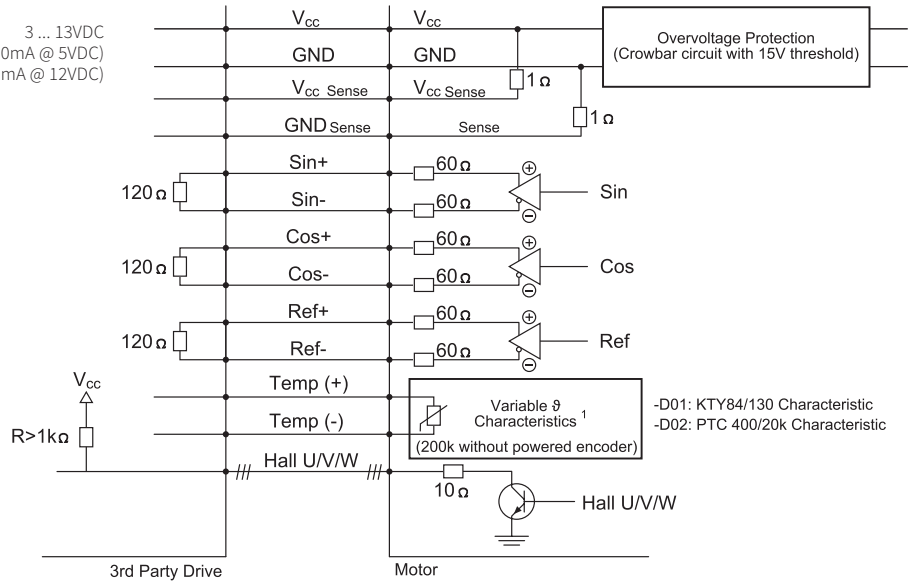 3 ... 13VDC
0mA @ 5VDC)
mA @ 12VDC)
Vcc Vcc
GND GND
Vcc Sense Vcc Sense
GND Sense Sense
Overvoltage Protection
(Crowbar circuit with 15V threshold)
1 Ω
1 Ω
Sin+ 60 Ω
120 Ω Sin
Sin- 60 Ω
Cos+ 60 Ω
120 Ω Cos
Cos- 60 Ω
Ref+ 60 Ω
120 Ω Ref
Ref- 60 Ω
Temp (+)
Temp (-)
Variable ϑ
Characteristics 1
(200k without powered encoder)
-D01: KTY84/130 Characteristic
-D02: PTC 400/20k Characteristic
Vcc
R>1kΩ
Hall U/V/W
10 Ω
Hall U/V/W
3rd Party Drive Motor